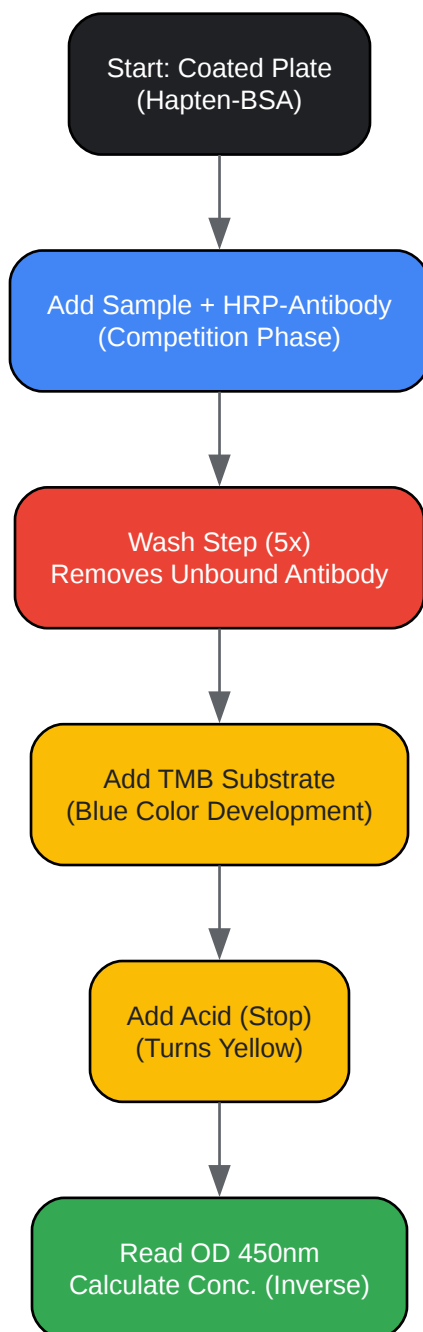 Start: Coated Plate
(Hapten-BSA)
Add Sample + HRP-Antibody
(Competition Phase)
Wash Step (5x)
Removes Unbound Antibody
Add TMB Substrate
(Blue Color Development)
Add Acid (Stop)
(Turns Yellow)
Read OD 450nm
Calculate Conc. (Inverse)